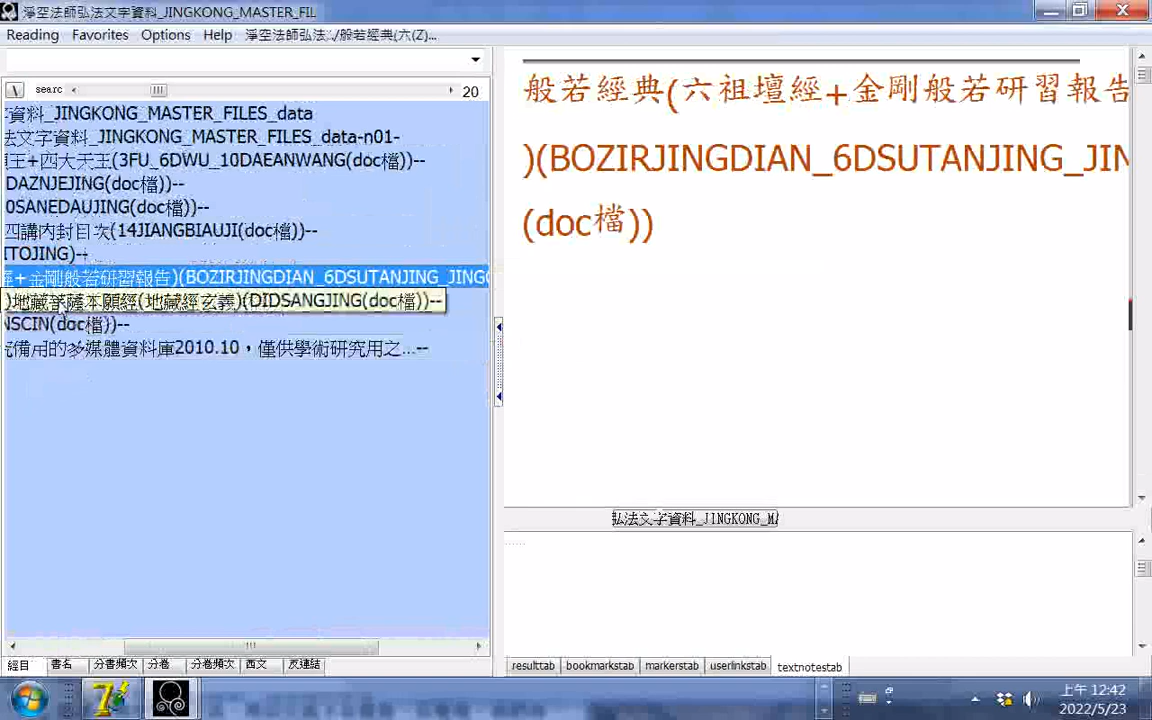 淨空法師弘法文字資料_JINGKONG_MASTER_FIL
Reading Favorites Options Help 淨空法師弘法:/般若經典(六(Z)...
searc 20
資料_JINGKONG_MASTER_FILES_data
法文字資料_JINGKONG_MASTER_FILES_data-n01-
王+四大天王(3FU_6DWU_10DAEANWANG(doc檔))--
DAZNJEJING(doc檔))--
0SANEDAUJING(doc檔))--
四講內封目次(14JIANGBIAUJI(doc檔))--
ITOJING)--
經+金剛般若研習報告)(BOZIRJINGDIAN_6DSUTANJING_JINGC
)地藏菩薩本願經(地藏經玄義)(DIDSANGJING(doc檔))--
NSCIN(doc檔))--
備用的多媒體資料庫2010.10，僅供學術研究用之...--
經目 書名 分書頻次 分卷 分卷頻次 西文 反連結
般若經典(六祖壇經+金剛般若研習報告
)(BOZIRJINGDIAN_6DSUTANJING_JIN
(doc檔))
弘法文字資料_JINGKONG_MA
......
resulttab bookmarkstab markerstab userlinkstab textnotestab
上午 12:42
2022/5/23